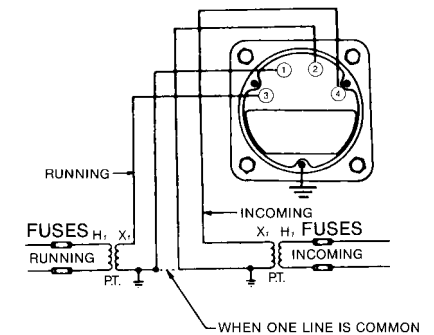 1
2
3
4
RUNNING
INCOMING
FUSES H₁ X₁
X₁ H₁ FUSES
RUNNING
INCOMING
P.T.
P.T.
WHEN ONE LINE IS COMMON